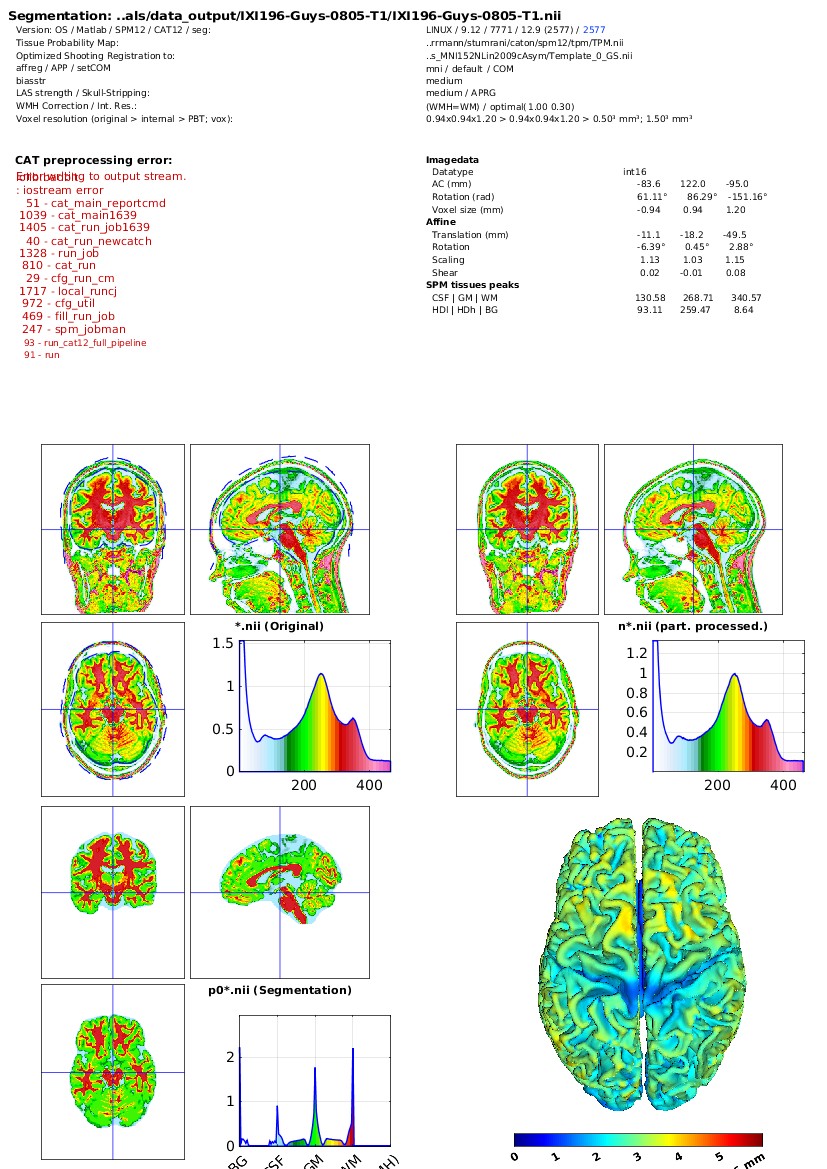 Segmentation: ..als/data_output/IXI196-Guys-0805-T1/IXI196-Guys-0805-T1.nii
Version: OS / Matlab / SPM12 / CAT12 / seg: LINUX / 9.12 / 7771 / 12.9 (2577) / 2577
Tissue Probability Map: ..rrmann/stumrani/caton/spm12/tpm/TPM.nii
Optimized Shooting Registration to: ..s_MNI152NLin2009cAsym/Template_0_GS.nii
affreg / APP / setCOM mni / default / COM
biasstr medium
LAS strength / Skull-Stripping: medium / APRG
WMH Correction / Int. Res.: (WMH=WM) / optimal(1.00 0.30)
Voxel resolution (original > internal > PBT; vox): 0.94x0.94x1.20 > 0.94x0.94x1.20 > 0.50³ mm³; 1.50³ mm³
CAT preprocessing error:
writing to output stream.
: iostream error
51 - cat_main_reportcmd
1039 - cat_main1639
1405 - cat_run_job1639
40 - cat_run_newcatch
1328 - run_job
810 - cat_run
29 - cfg_run_cm
1717 - local_runcj
972 - cfg_util
469 - fill_run_job
247 - spm_jobman
93 - run_cat12_full_pipeline
91 - run
Imagedata
Datatype int16
AC (mm) -83.6 122.0 -95.0
Rotation (rad) 61.11° 86.29° -151.16°
Voxel size (mm) -0.94 0.94 1.20
Affine
Translation (mm) -11.1 -18.2 -49.5
Rotation -6.39° 0.45° 2.88°
Scaling 1.13 1.03 1.15
Shear 0.02 -0.01 0.08
SPM tissues peaks
CSF | GM | WM 130.58 268.71 340.57
HDl | HDh | BG 93.11 259.47 8.64
*.nii (Original)
1.5
1
0.5
0
200 400
n*.nii (part. processed.)
1.2
1
0.8
0.6
0.4
0.2
200 400
p0*.nii (Segmentation)
2
1
0
BG CSF GM WM
0 1 2 3 4 5 mm